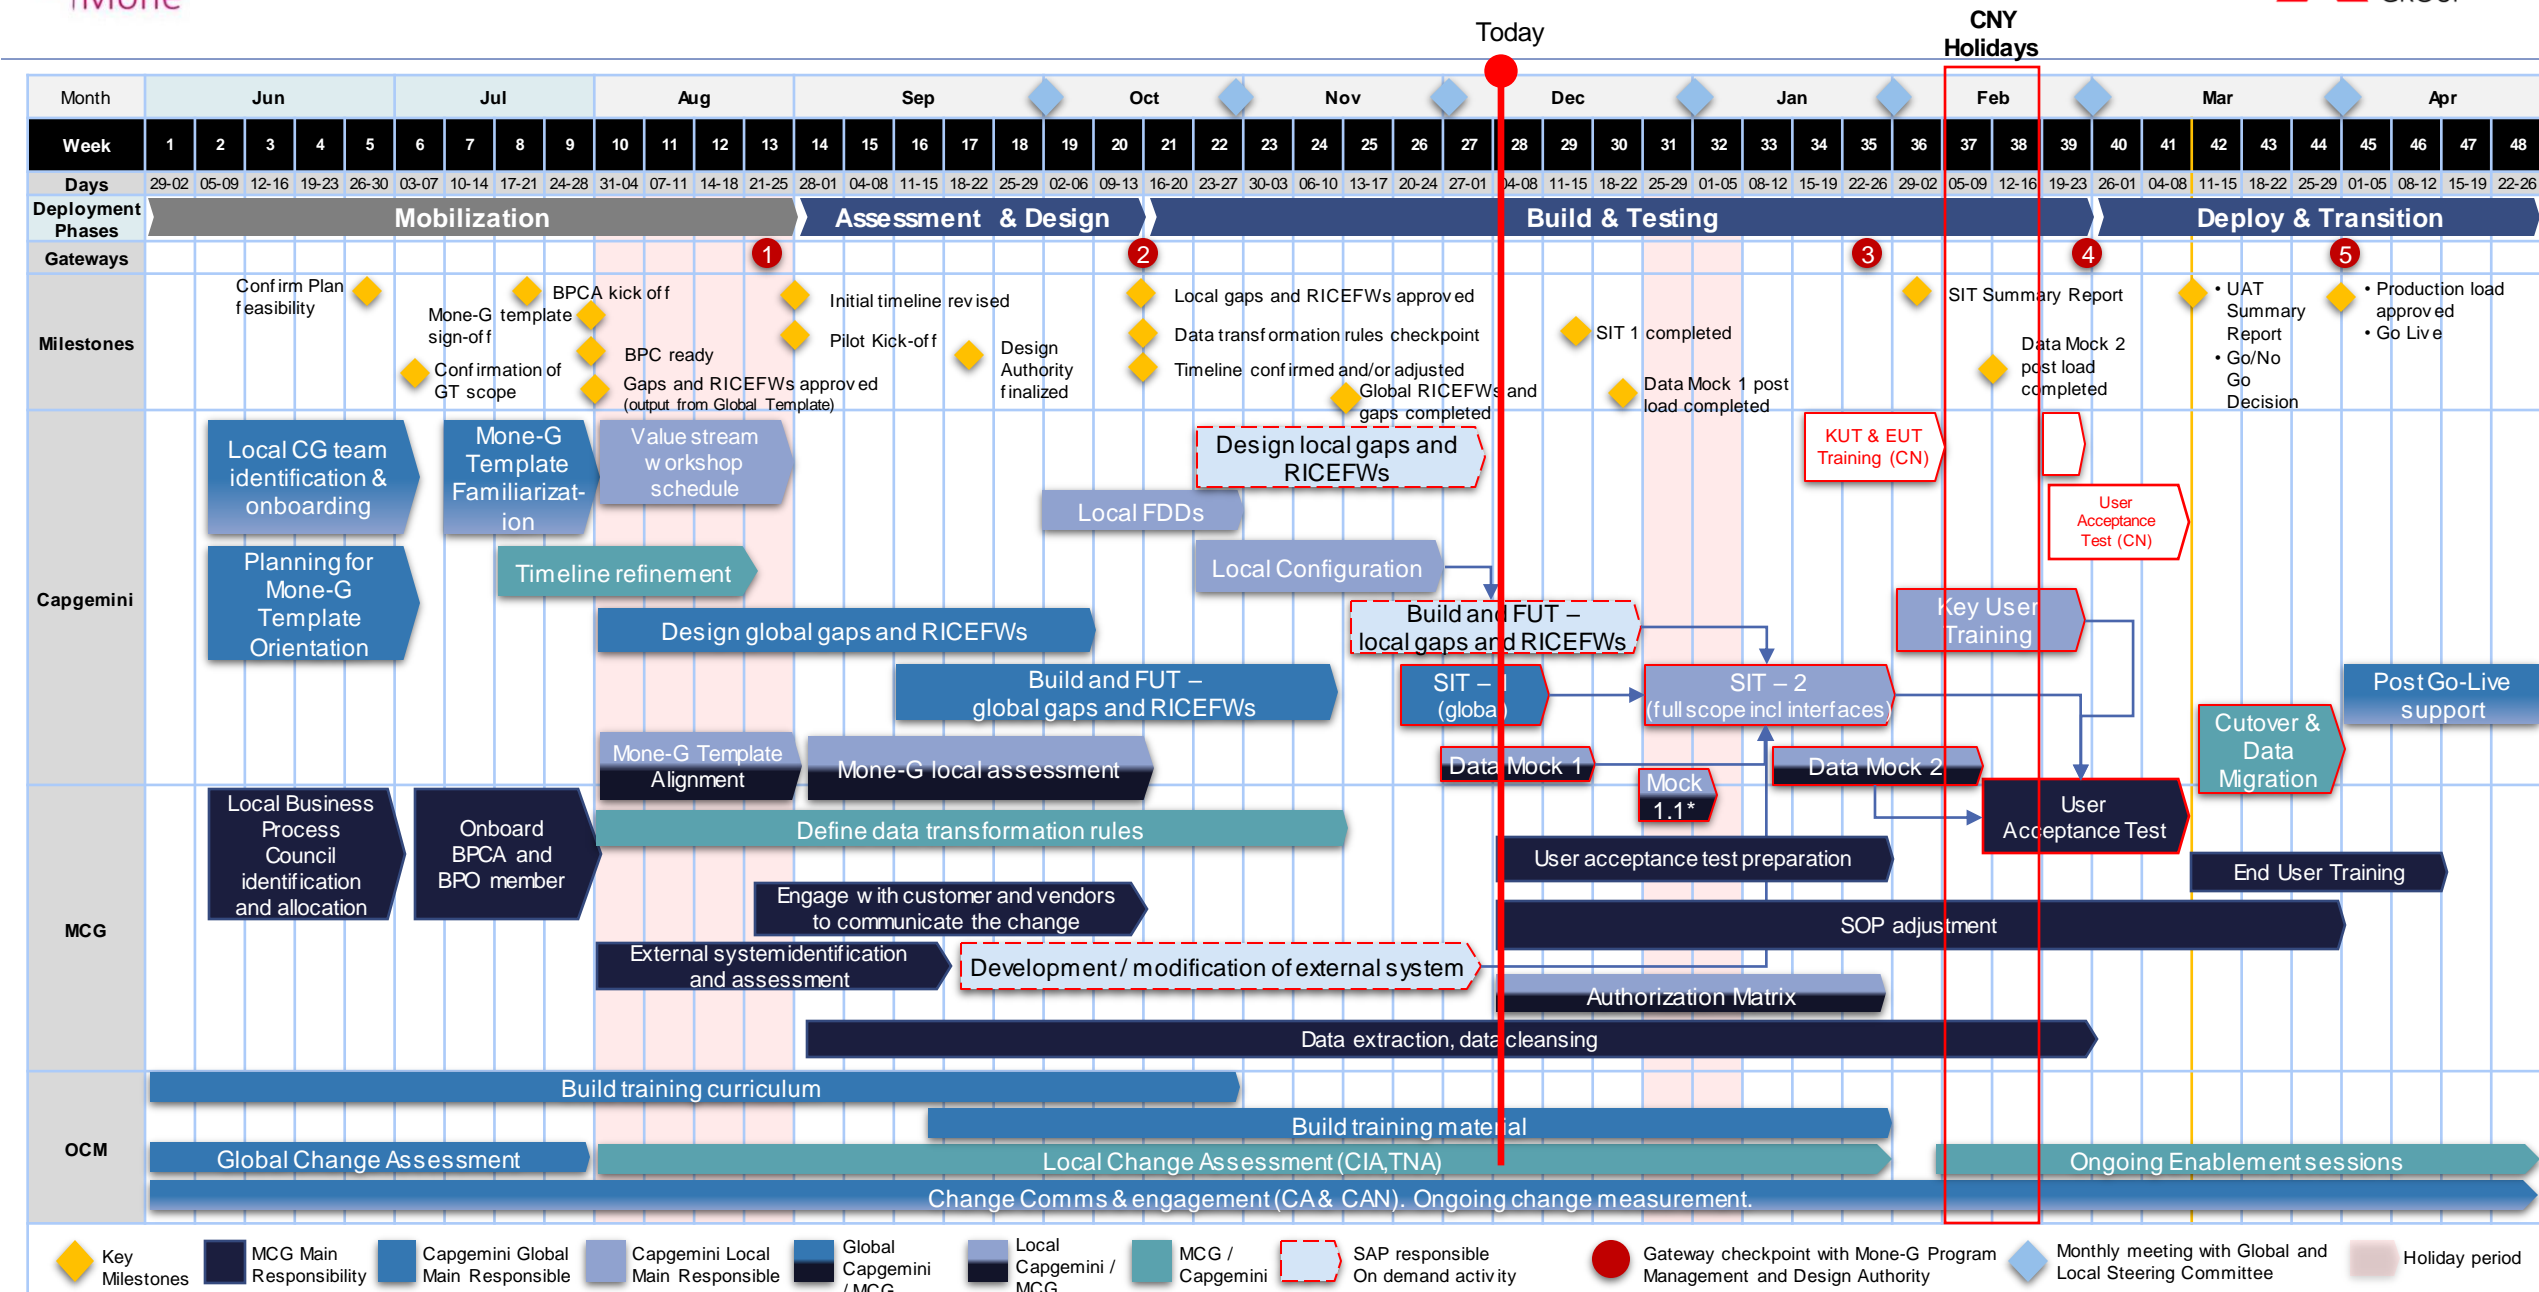 Today
CNY
Holidays
Month
Jun
Jul
Aug
Sep
Oct
Nov
Dec
Jan
Feb
Mar
Apr
Week
1 2 3 4 5 6 7 8 9 10 11 12 13 14 15 16 17 18 19 20 21 22 23 24 25 26 27 28 29 30 31 32 33 34 35 36 37 38 39 40 41 42 43 44 45 46 47 48
Days
29-02 05-09 12-16 19-23 26-30 03-07 10-14 17-21 24-28 31-04 07-11 14-18 21-25 28-01 04-08 11-15 18-22 25-29 02-06 09-13 16-20 23-27 30-03 06-10 13-17 20-24 27-01 04-08 11-15 18-22 25-29 01-05 08-12 15-19 22-26 29-02 05-09 12-16 19-23 26-01 04-08 11-15 18-22 25-29 01-05 08-12 15-19 22-26
Deployment
Phases
Mobilization
Assessment & Design
Build & Testing
Deploy & Transition
Gateways
1
2
3
4
5
Milestones
Confirm Plan
feasibility
BPCA kick off
Mone-G template
sign-off
BPC ready
Confirmation of
GT scope
Gaps and RICEFWs approved
(output from Global Template)
Initial timeline revised
Pilot Kick-off
Design
Authority
finalized
Local gaps and RICEFWs approved
Data transformation rules checkpoint
Timeline confirmed and/or adjusted
Global RICEFWs and
gaps completed
SIT 1 completed
Data Mock 1 post
load completed
SIT Summary Report
Data Mock 2
post load
completed
• UAT
Summary
Report
• Go/No
Go
Decision
• Production load
approved
• Go Live
Capgemini
Local CG team
identification &
onboarding
Mone-G
Template
Familiarizat-
ion
Value stream
workshop
schedule
Design local gaps and
RICEFWs
KUT & EUT
Training (CN)
Local FDDs
User
Acceptance
Test (CN)
Planning for
Mone-G
Template
Orientation
Timeline refinement
Local Configuration
Design global gaps and RICEFWs
Build and FUT –
local gaps and RICEFWs
Key User
Training
Build and FUT –
global gaps and RICEFWs
SIT – 1
(global)
SIT – 2
(full scope incl interfaces)
Post Go-Live
support
Cutover &
Data
Migration
Mone-G Template
Alignment
Mone-G local assessment
Data Mock 1
Mock
1.1*
Data Mock 2
MCG
Local Business
Process
Council
identification
and allocation
Onboard
BPCA and
BPO member
Define data transformation rules
User
Acceptance Test
User acceptance test preparation
End User Training
Engage with customer and vendors
to communicate the change
SOP adjustment
External system identification
and assessment
Development / modification of external system
Authorization Matrix
Data extraction, data cleansing
OCM
Build training curriculum
Build training material
Global Change Assessment
Local Change Assessment (CIA,TNA)
Ongoing Enablement sessions
Change Comms & engagement (CA & CAN). Ongoing change measurement.
Key
Milestones
MCG Main
Responsibility
Capgemini Global
Main Responsible
Capgemini Local
Main Responsible
Global
Capgemini
/ MCG
Local
Capgemini /
MCG
MCG /
Capgemini
SAP responsible
On demand activity
Gateway checkpoint with Mone-G Program
Management and Design Authority
Monthly meeting with Global and
Local Steering Committee
Holiday period